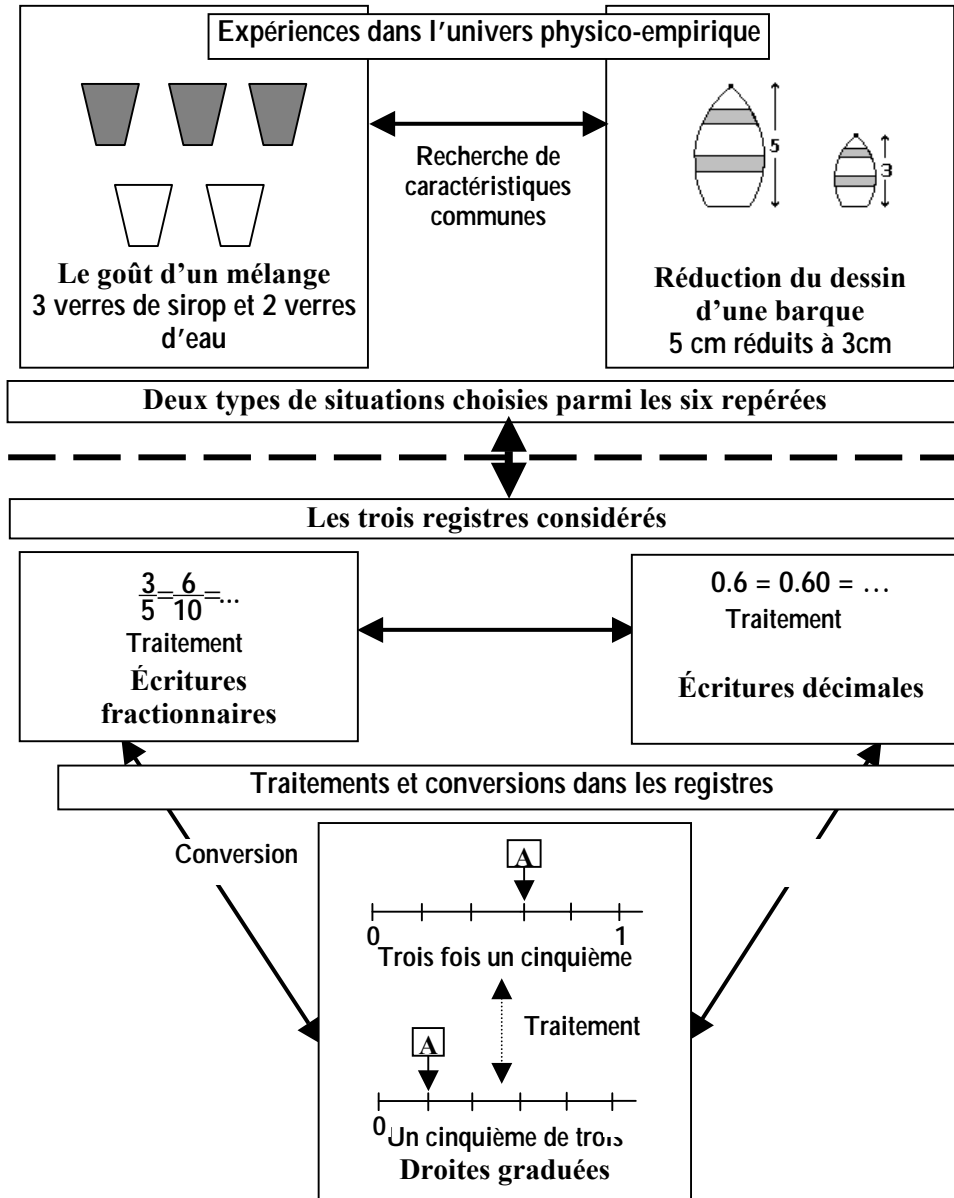 Expériences dans l'univers physico-empirique
Le goût d'un mélange
3 verres de sirop et 2 verres
d'eau
Recherche de
caractéristiques
communes
5
3
Réduction du dessin
d'une barque
5 cm réduits à 3cm
Deux types de situations choisies parmi les six repérées
Les trois registres considérés
3/5=6/10=...
Traitement
Écritures
fractionnaires
0.6 = 0.60 = …
Traitement
Écritures décimales
Traitements et conversions dans les registres
Conversion
A
0 1
Trois fois un cinquième
Traitement
A
0
Un cinquième de trois
Droites graduées